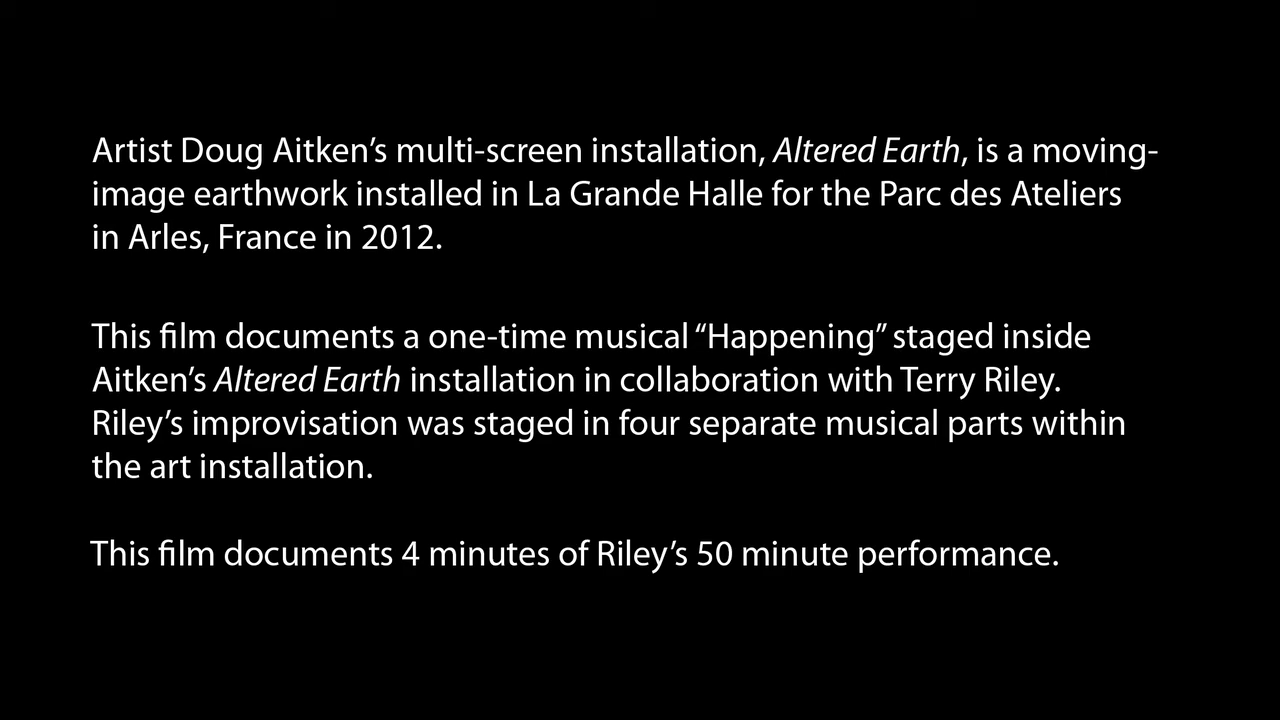 Artist Doug Aitken’s multi-screen installation, Altered Earth, is a moving-
image earthwork installed in La Grande Halle for the Parc des Ateliers
in Arles, France in 2012.
This film documents a one-time musical “Happening” staged inside
Aitken’s Altered Earth installation in collaboration with Terry Riley.
Riley’s improvisation was staged in four separate musical parts within
the art installation.
This film documents 4 minutes of Riley’s 50 minute performance.